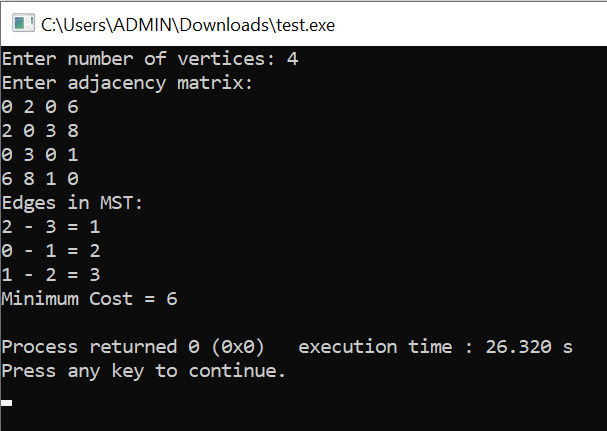 C:\Users\ADMIN\Downloads\test.exe
Enter number of vertices: 4
Enter adjacency matrix:
0 2 0 6
2 0 3 8
0 3 0 1
6 8 1 0
Edges in MST:
2 - 3 = 1
0 - 1 = 2
1 - 2 = 3
Minimum Cost = 6
Process returned 0 (0x0)   execution time : 26.320 s
Press any key to continue.